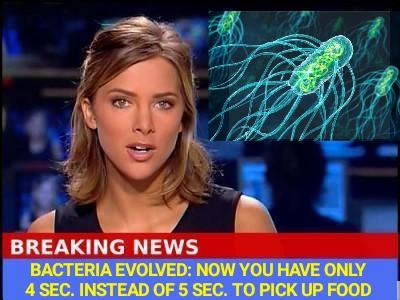 BREAKING NEWS
BACTERIA EVOLVED: NOW YOU HAVE ONLY
4 SEC. INSTEAD OF 5 SEC. TO PICK UP FOOD